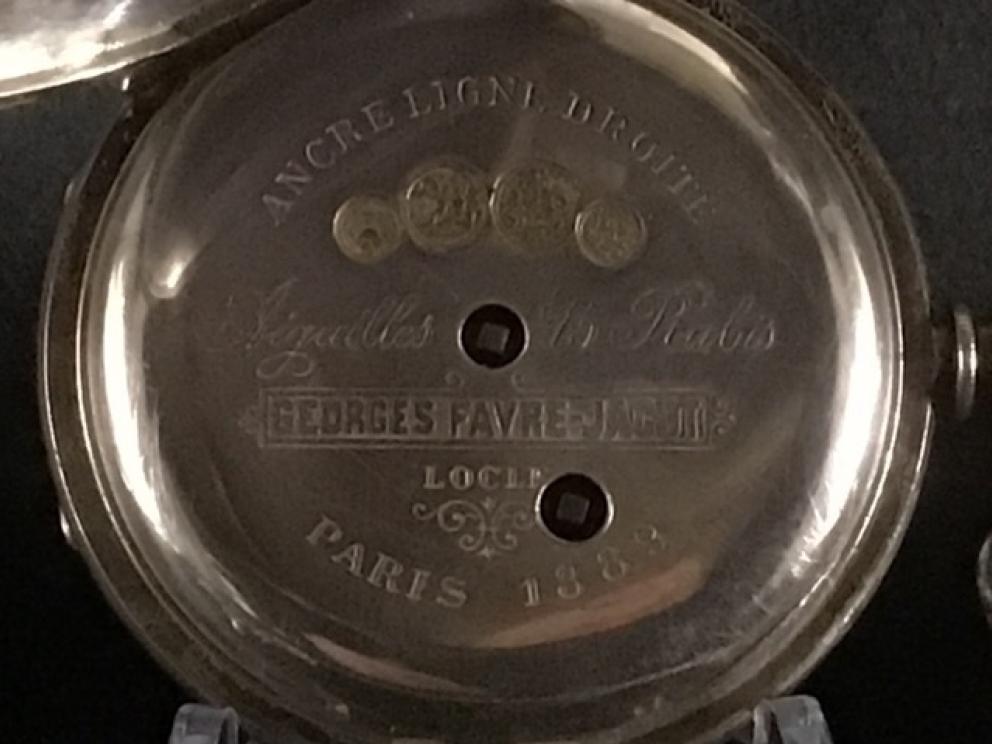 ANCRE LIGNE DROITE
Aiguilles 15 Rubis
GEORGES FAVRE-JACOT
LOCLE
PARIS 1889